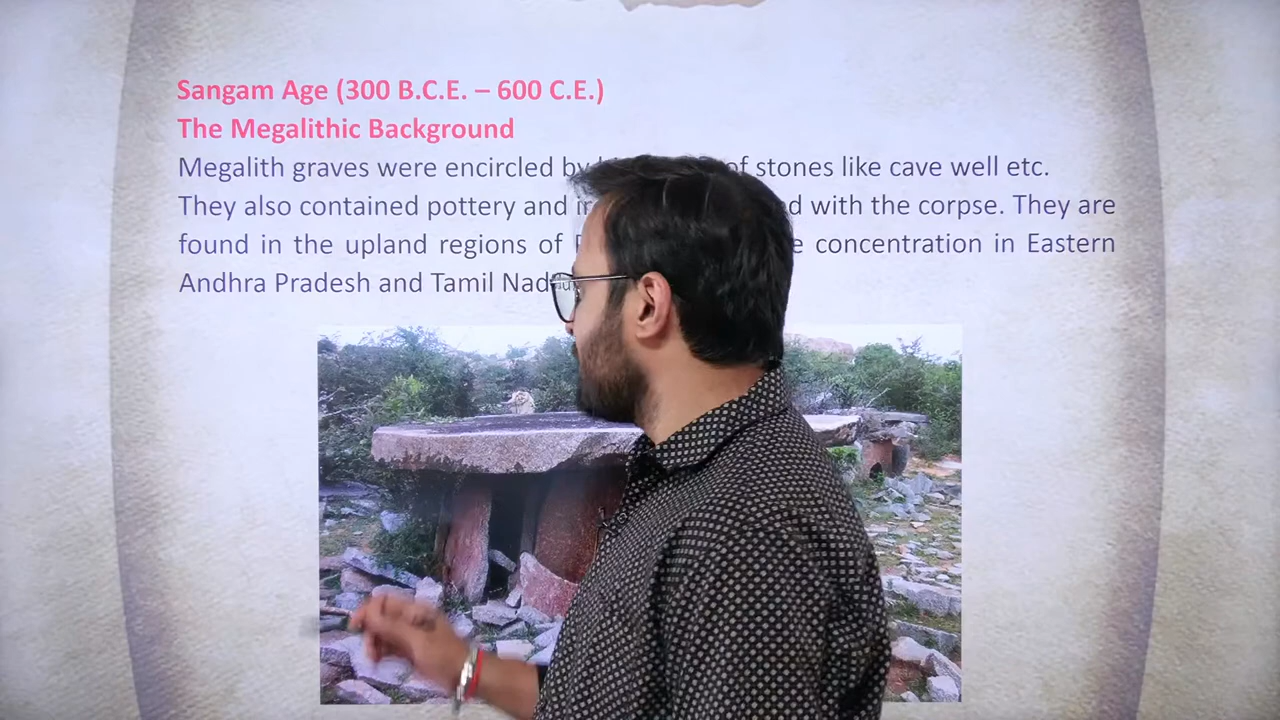 Sangam Age (300 B.C.E. – 600 C.E.)
The Megalithic Background
Megalith graves were encircled by of stones like cave well etc.
They also contained pottery and with the corpse. They are
found in the upland regions of concentration in Eastern
Andhra Pradesh and Tamil Nadu